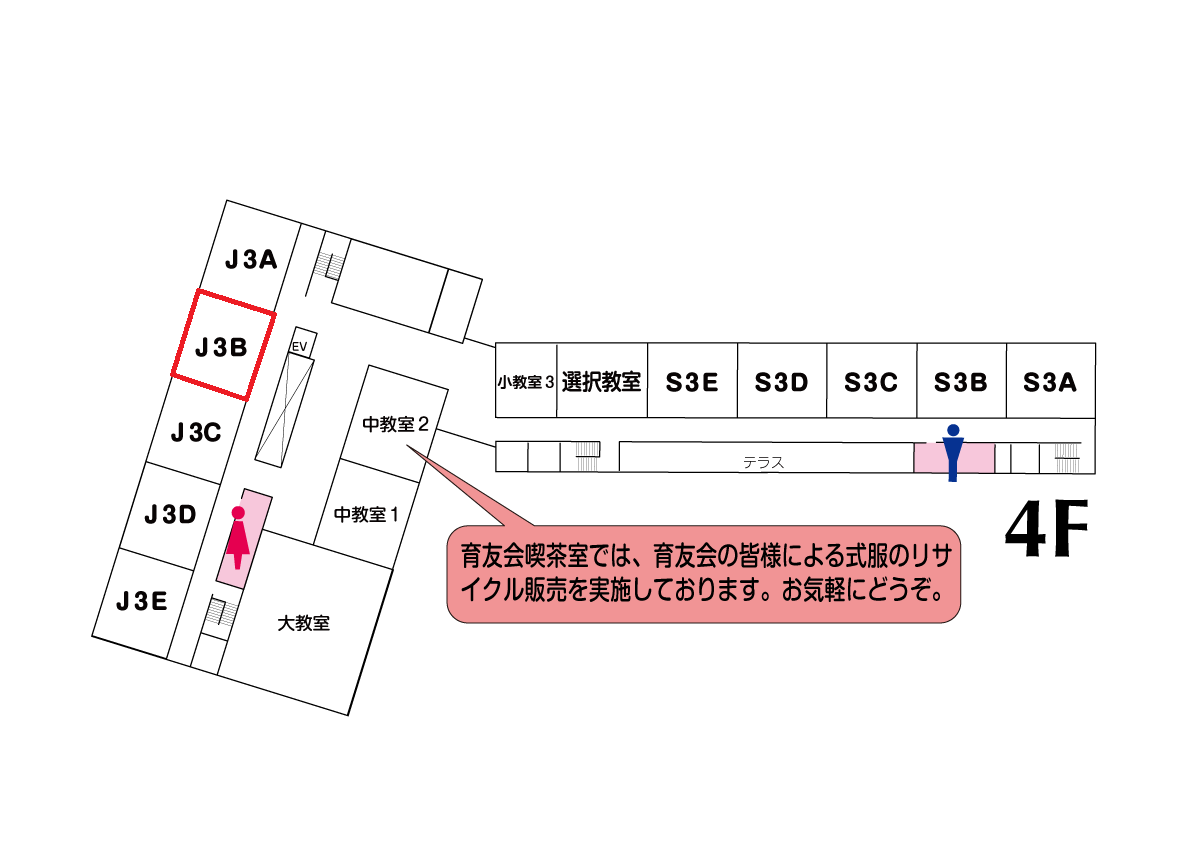 J3A
J3B
EV
J3C
J3D
J3E
中教室2
中教室1
大教室
小教室3
選択教室
S3E
S3D
S3C
S3B
S3A
テラス
4F
育友会喫茶室では、育友会の皆様による式服のリサ
イクル販売を実施しております。お気軽にどうぞ。